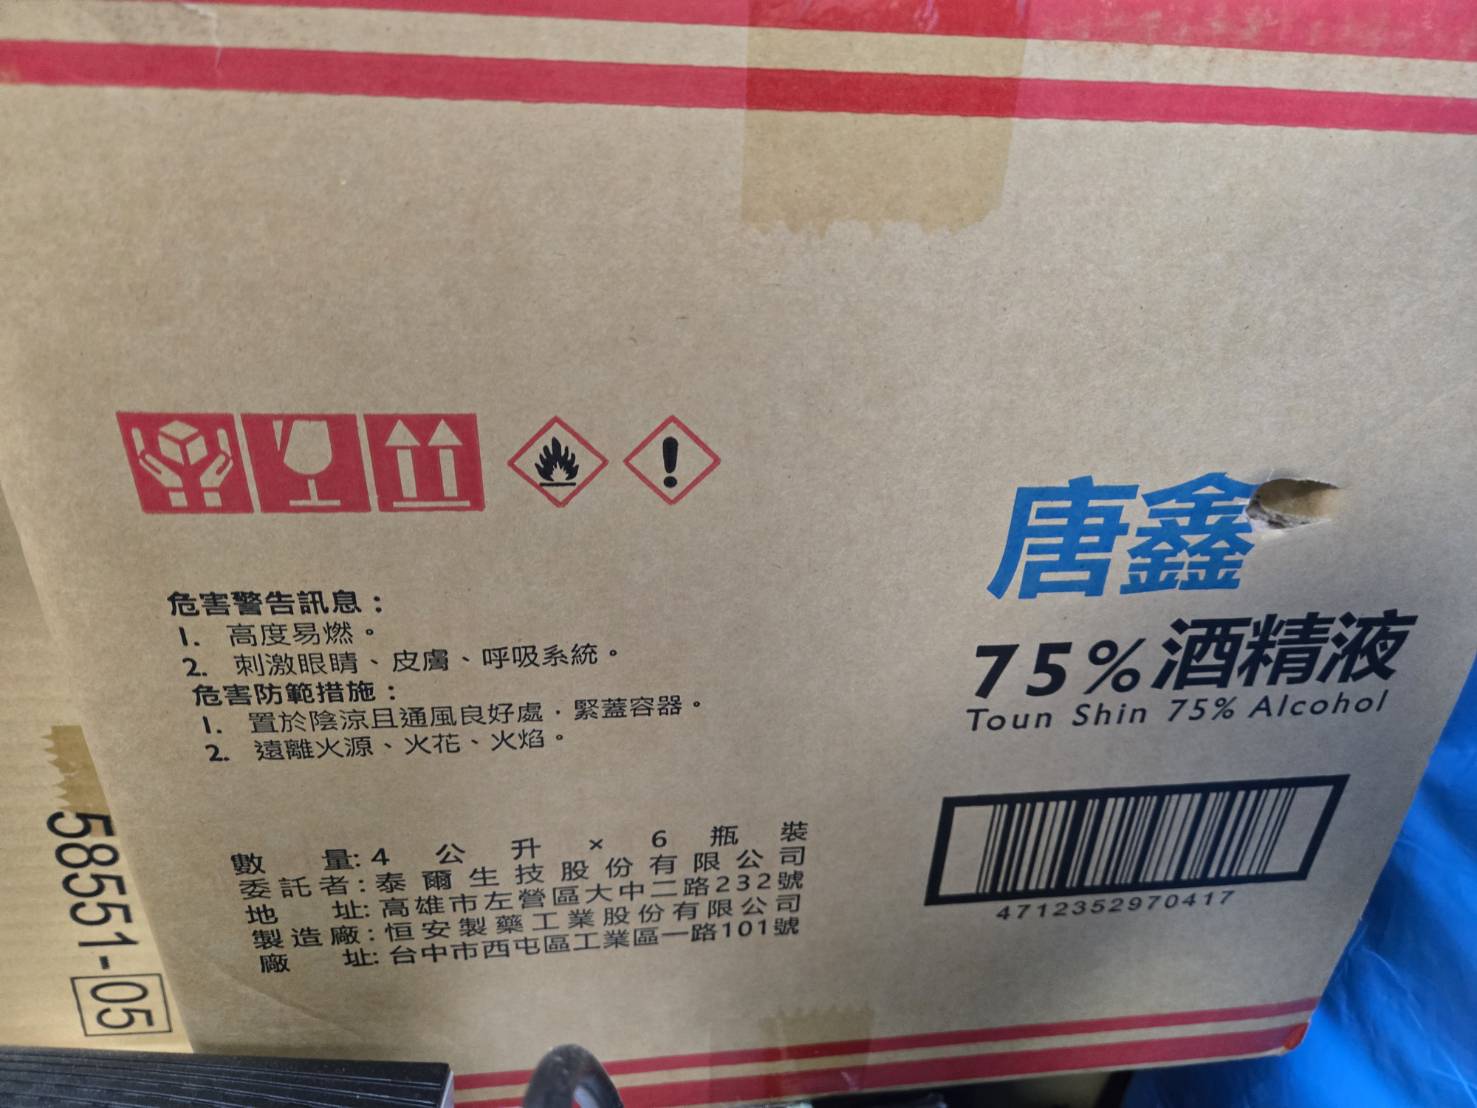 危害警告訊息：
1. 高度易燃。
2. 刺激眼睛、皮膚、呼吸系統。
危害防範措施：
1. 置於陰涼且通風良好處，緊蓋容器。
2. 遠離火源、火花、火焰。
數量:4公升×6瓶裝
委託者:泰爾生技股份有限公司
地址:高雄市左營區大中二路232號
製造廠:恒安製藥工業股份有限公司
廠址:台中市西屯區工業區一路101號
唐鑫
75%酒精液
Toun Shin 75% Alcohol
4712352970417
58551-05